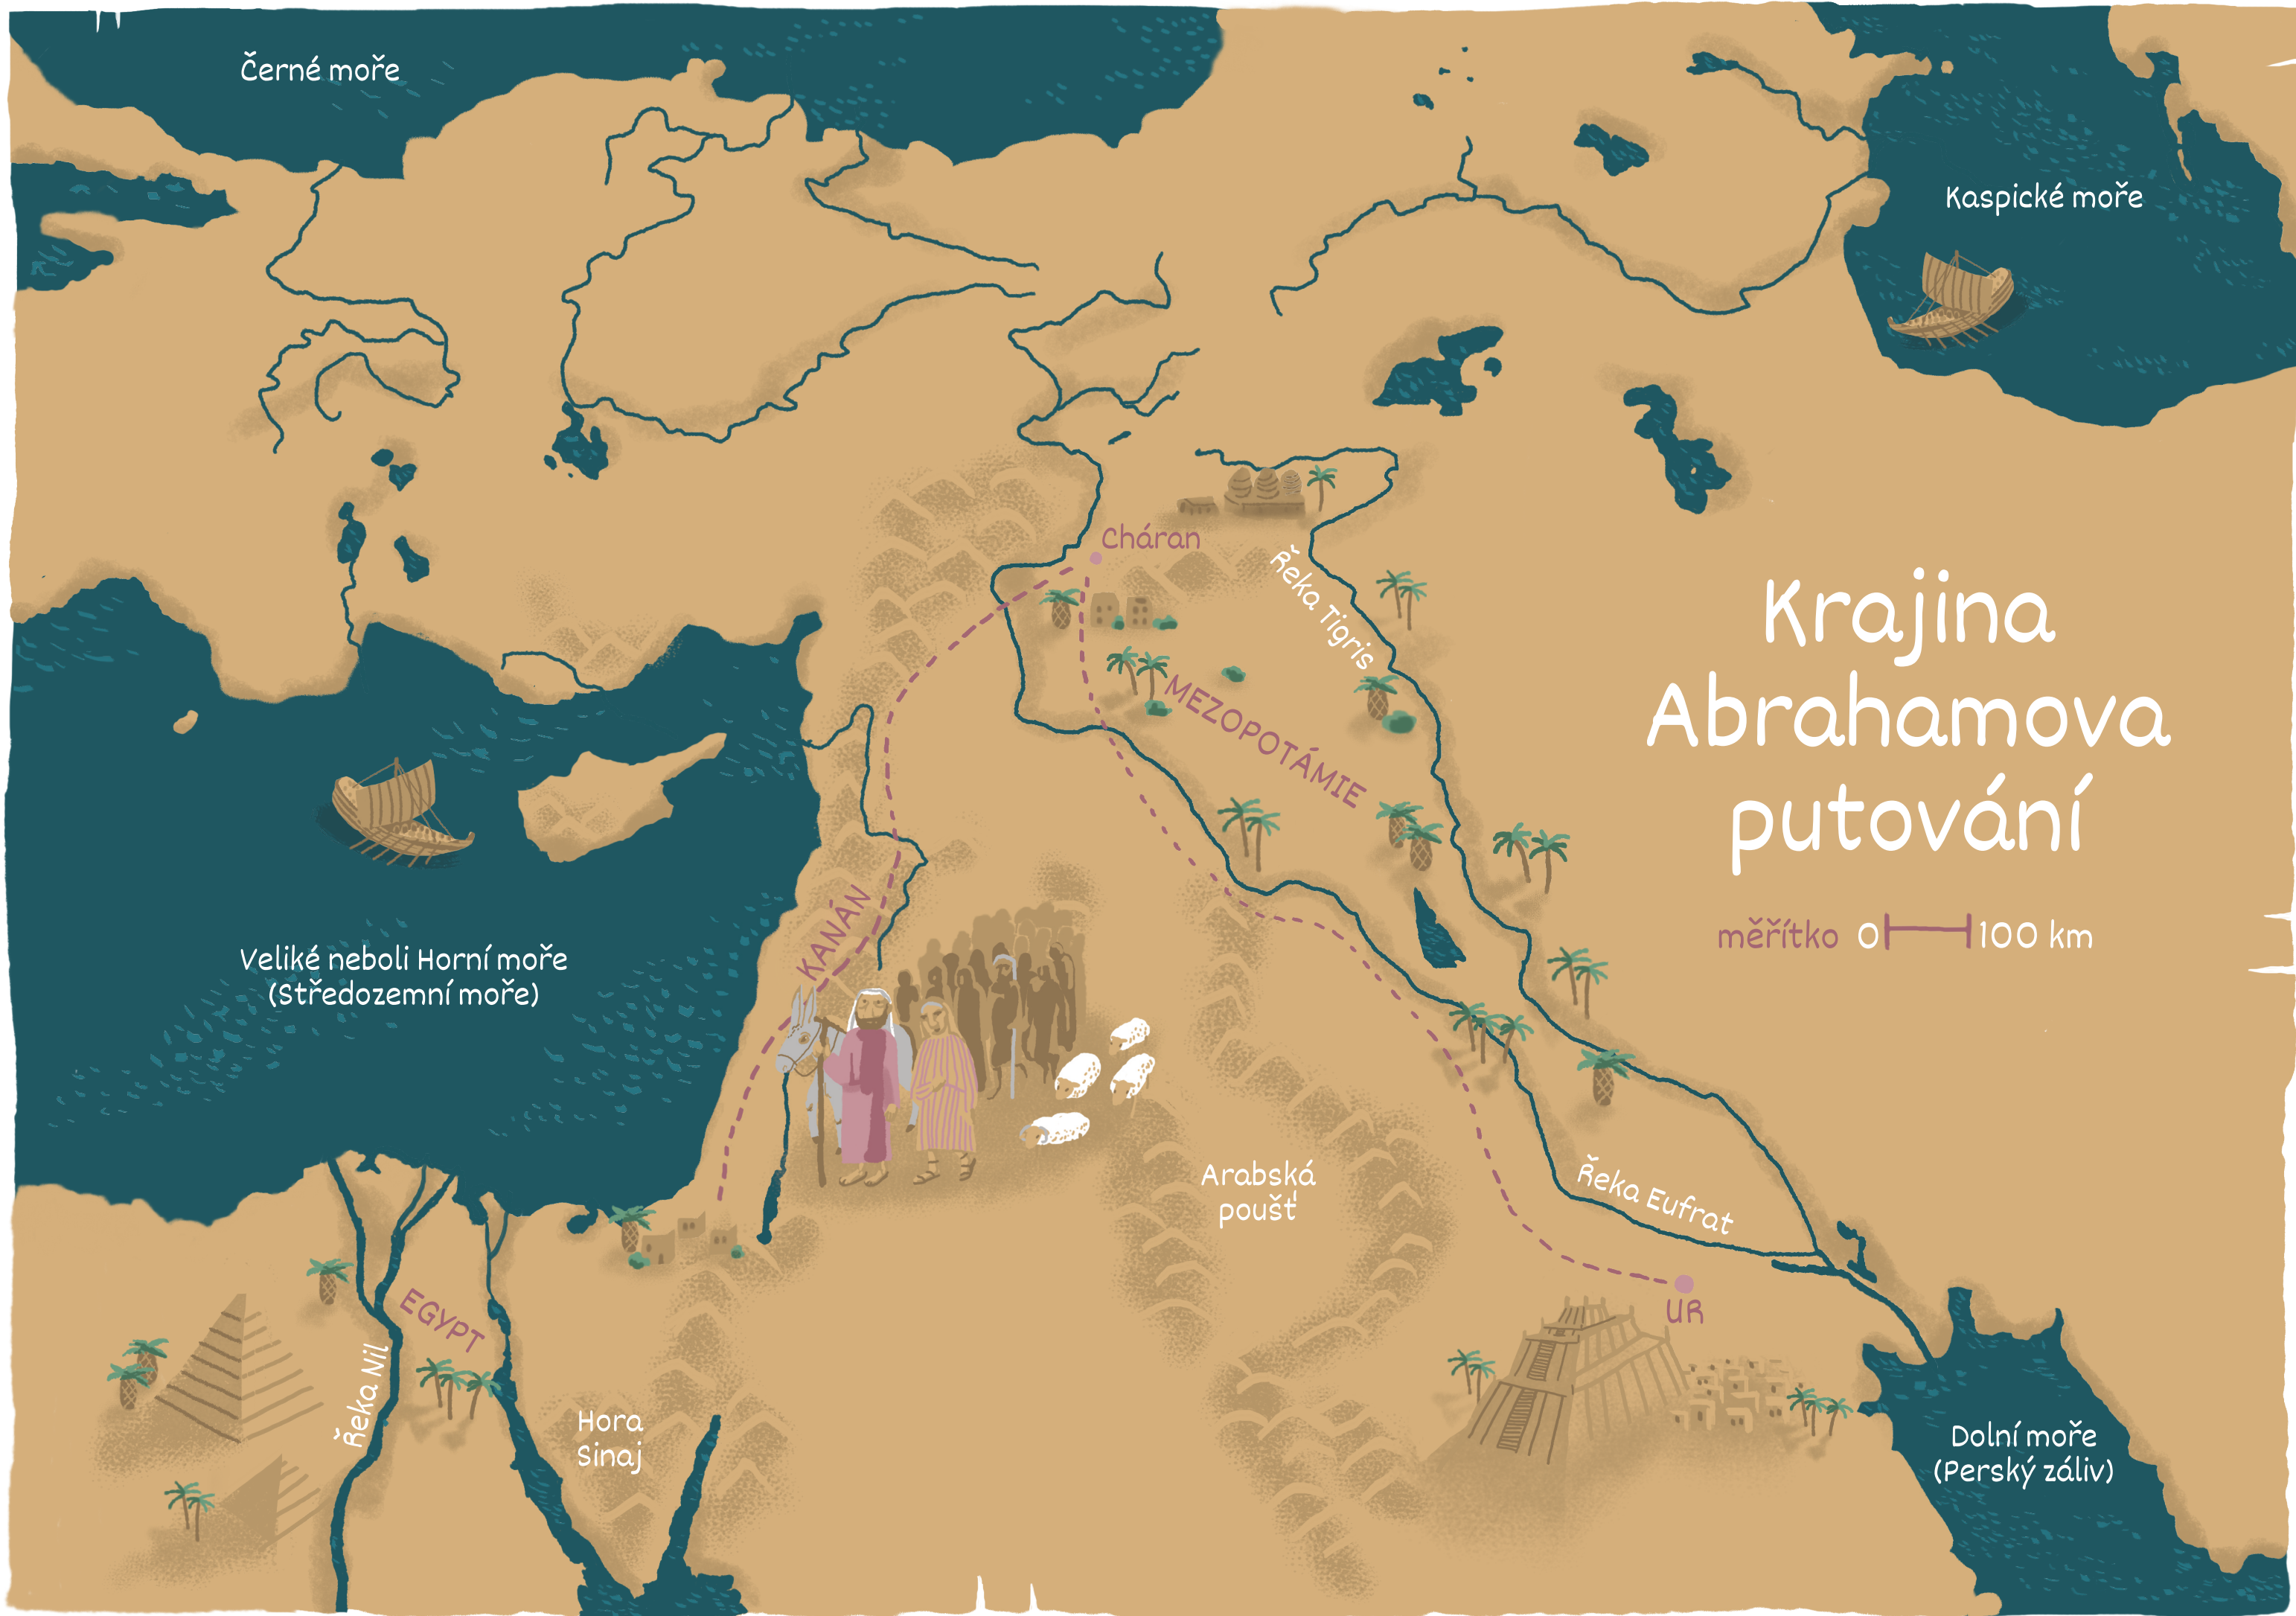 Černé moře
Kaspické moře
Cháran
Řeka Tigris
MEZOPOTÁMIE
Krajina
Abrahamova
putování
měřítko 0 100 km
KANÁN
Veliké neboli Horní moře
(Středozemní moře)
Arabská
poušť
Řeka Eufrat
UR
EGYPT
Řeka Nil
Hora
Sinaj
Dolní moře
(Perský záliv)